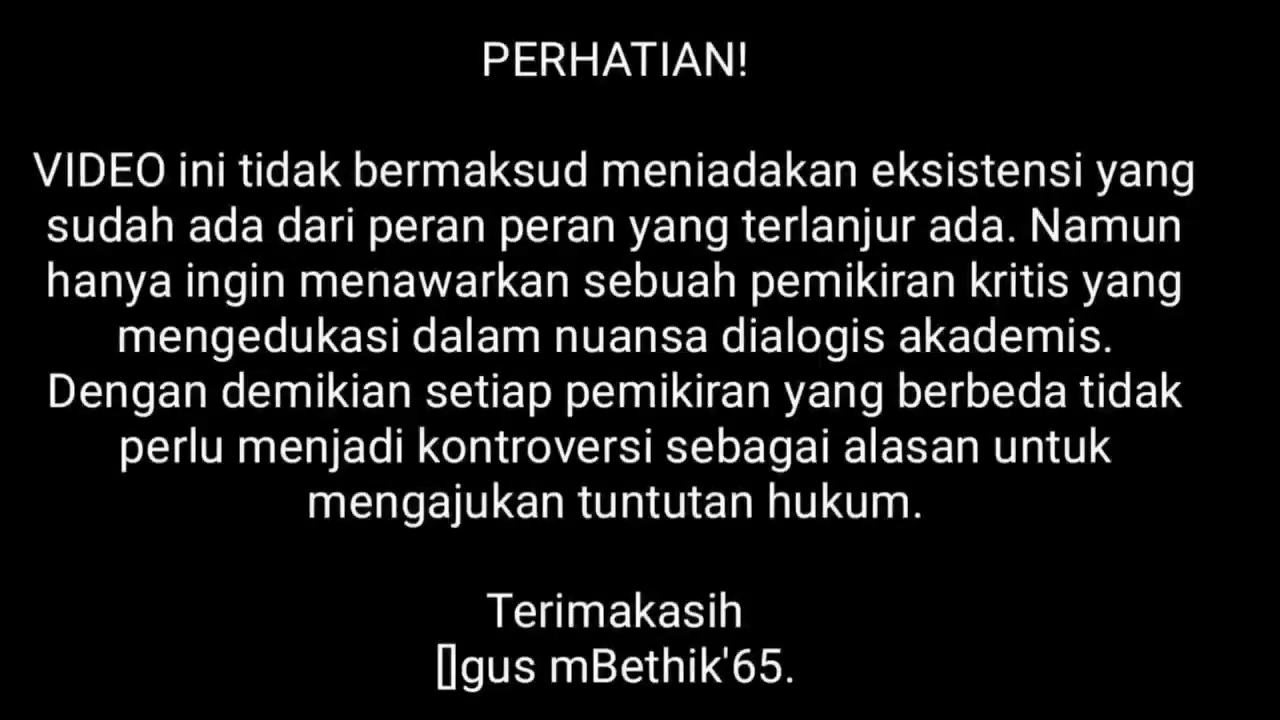 PERHATIAN!
VIDEO ini tidak bermaksud meniadakan eksistensi yang
sudah ada dari peran peran yang terlanjur ada. Namun
hanya ingin menawarkan sebuah pemikiran kritis yang
mengedukasi dalam nuansa dialogis akademis.
Dengan demikian setiap pemikiran yang berbeda tidak
perlu menjadi kontroversi sebagai alasan untuk
mengajukan tuntutan hukum.
Terimakasih
[]gus mBethik'65.